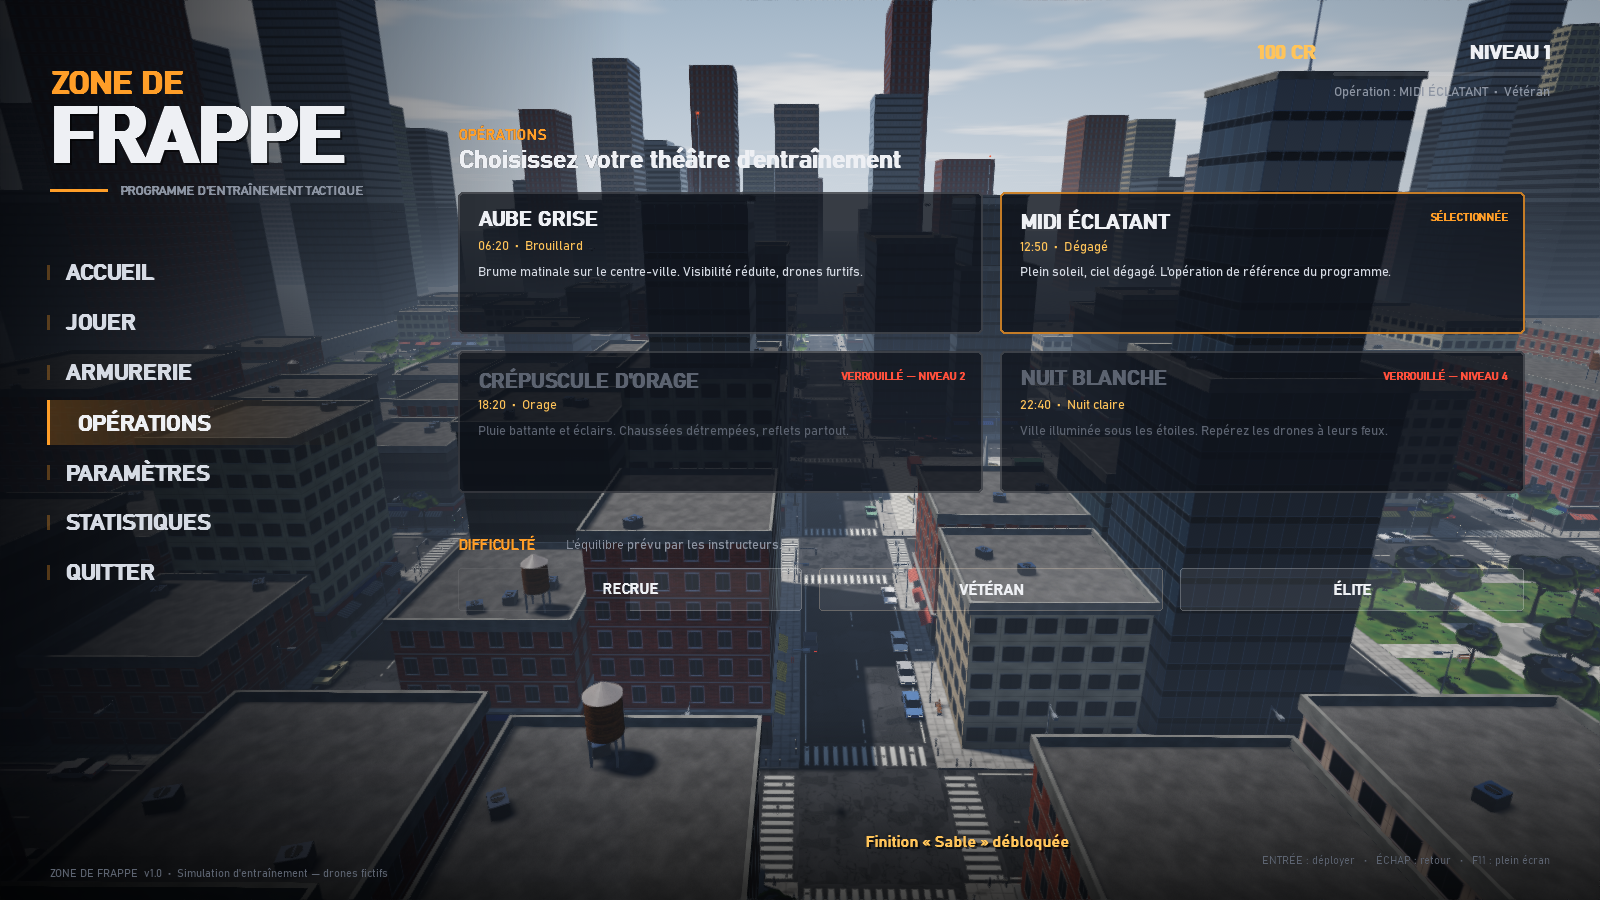 ZONE DE
FRAPPE
PROGRAMME D'ENTRAÎNEMENT TACTIQUE
100 CR
NIVEAU 1
Opération : MIDI ÉCLATANT • Vétéran
ACCUEIL
JOUER
ARMURERIE
OPÉRATIONS
PARAMÈTRES
STATISTIQUES
QUITTER
OPÉRATIONS
Choisissez votre théâtre d'entraînement
AUBE GRISE
06:20 • Brouillard
Brume matinale sur le centre-ville. Visibilité réduite, drones furtifs.
MIDI ÉCLATANT
SÉLECTIONNÉE
12:50 • Dégagé
Plein soleil, ciel dégagé. L'opération de référence du programme.
CRÉPUSCULE D'ORAGE
VERROUILLÉ — NIVEAU 2
18:20 • Orage
Pluie battante et éclairs. Chaussées détrempées, reflets partout.
NUIT BLANCHE
VERROUILLÉ — NIVEAU 4
22:40 • Nuit claire
Ville illuminée sous les étoiles. Repérez les drones à leurs feux.
DIFFICULTÉ
L'équilibre prévu par les instructeurs.
RECRUE
VÉTÉRAN
ÉLITE
Finition « Sable » débloquée
ENTRÉE : déployer • ÉCHAP : retour • F11 : plein écran
ZONE DE FRAPPE v1.0 • Simulation d'entraînement — drones fictifs